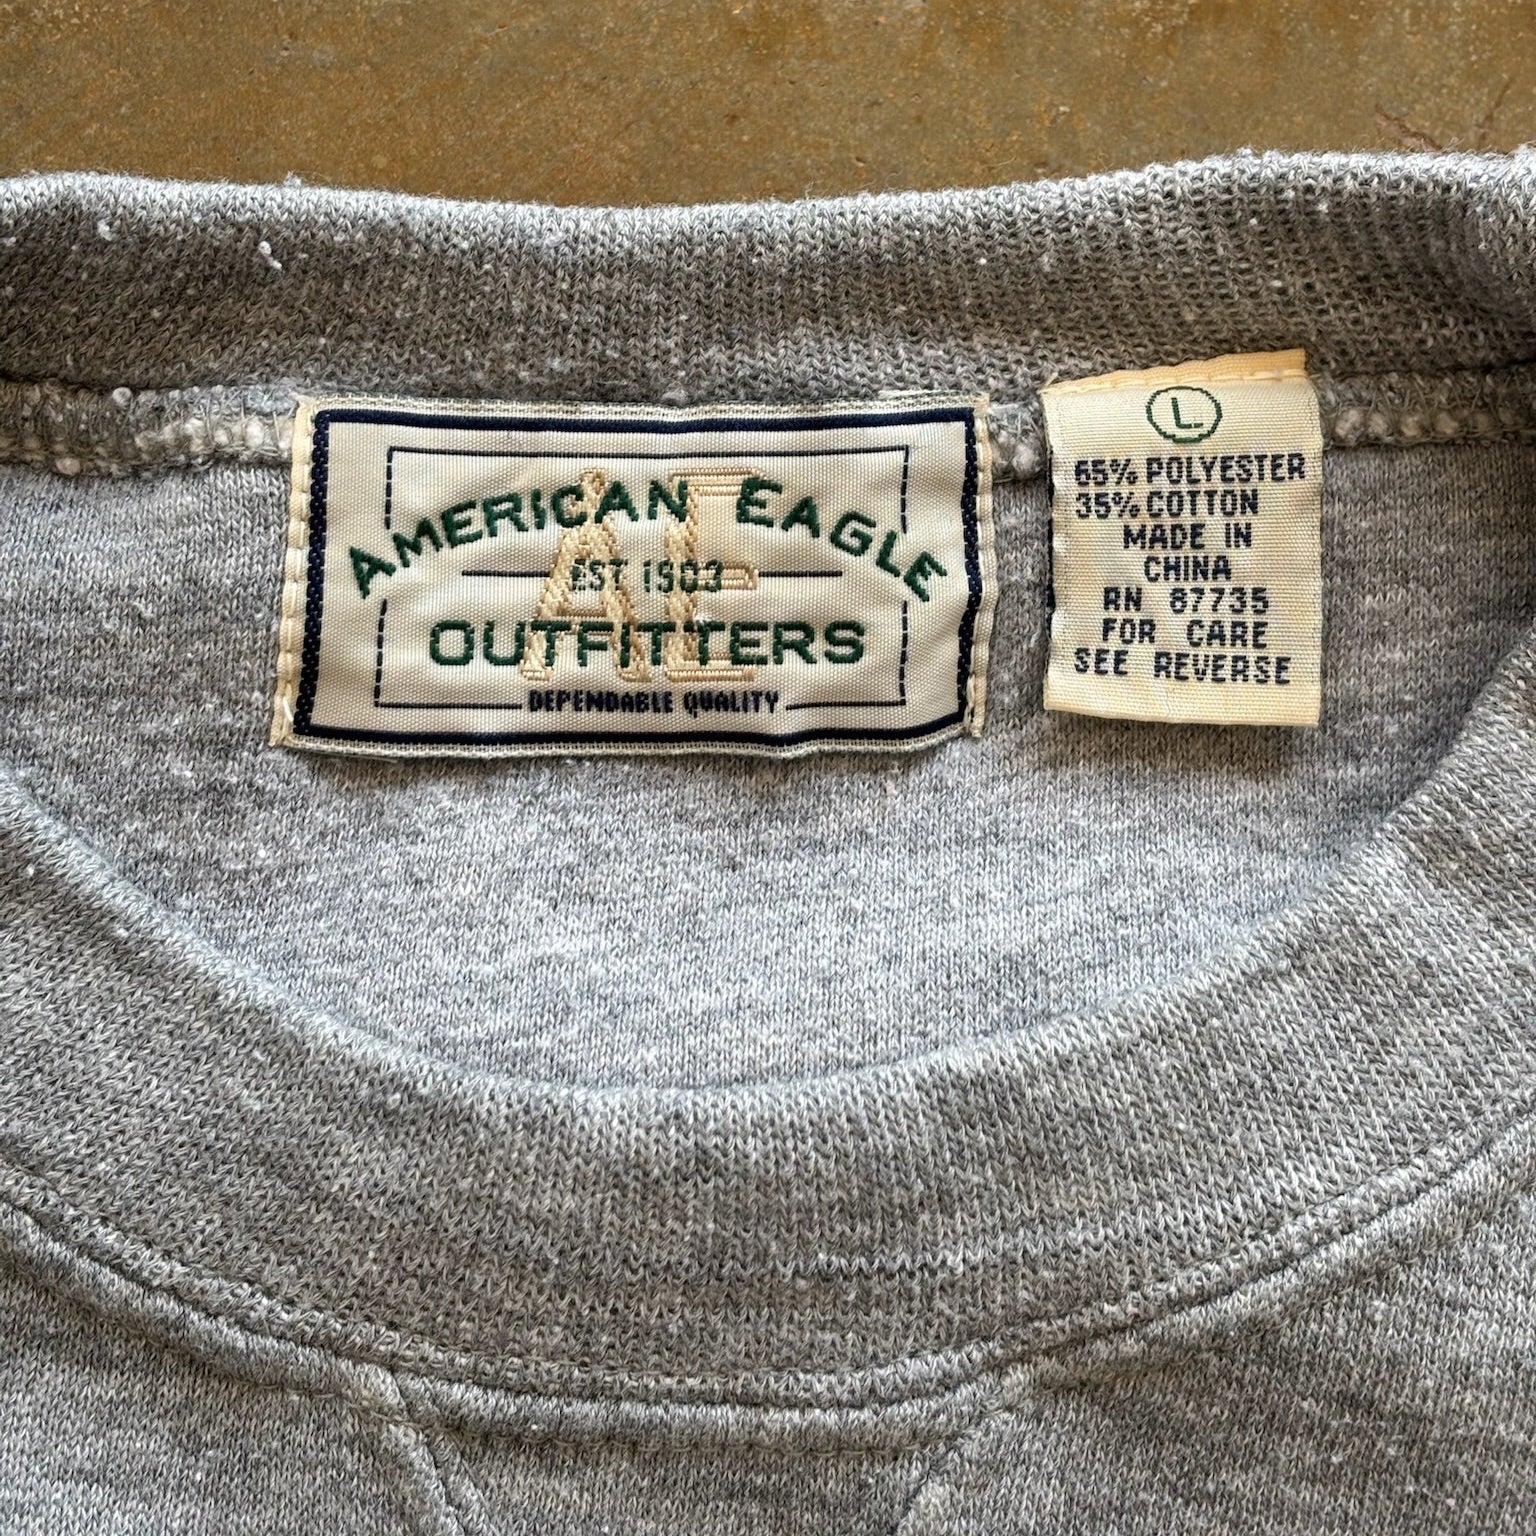 AMERICAN EAGLE
EST 1903
OUTFITTERS
DEPENDABLE QUALITY
AE
L
65% POLYESTER
35% COTTON
MADE IN
CHINA
RN 87735
FOR CARE
SEE REVERSE